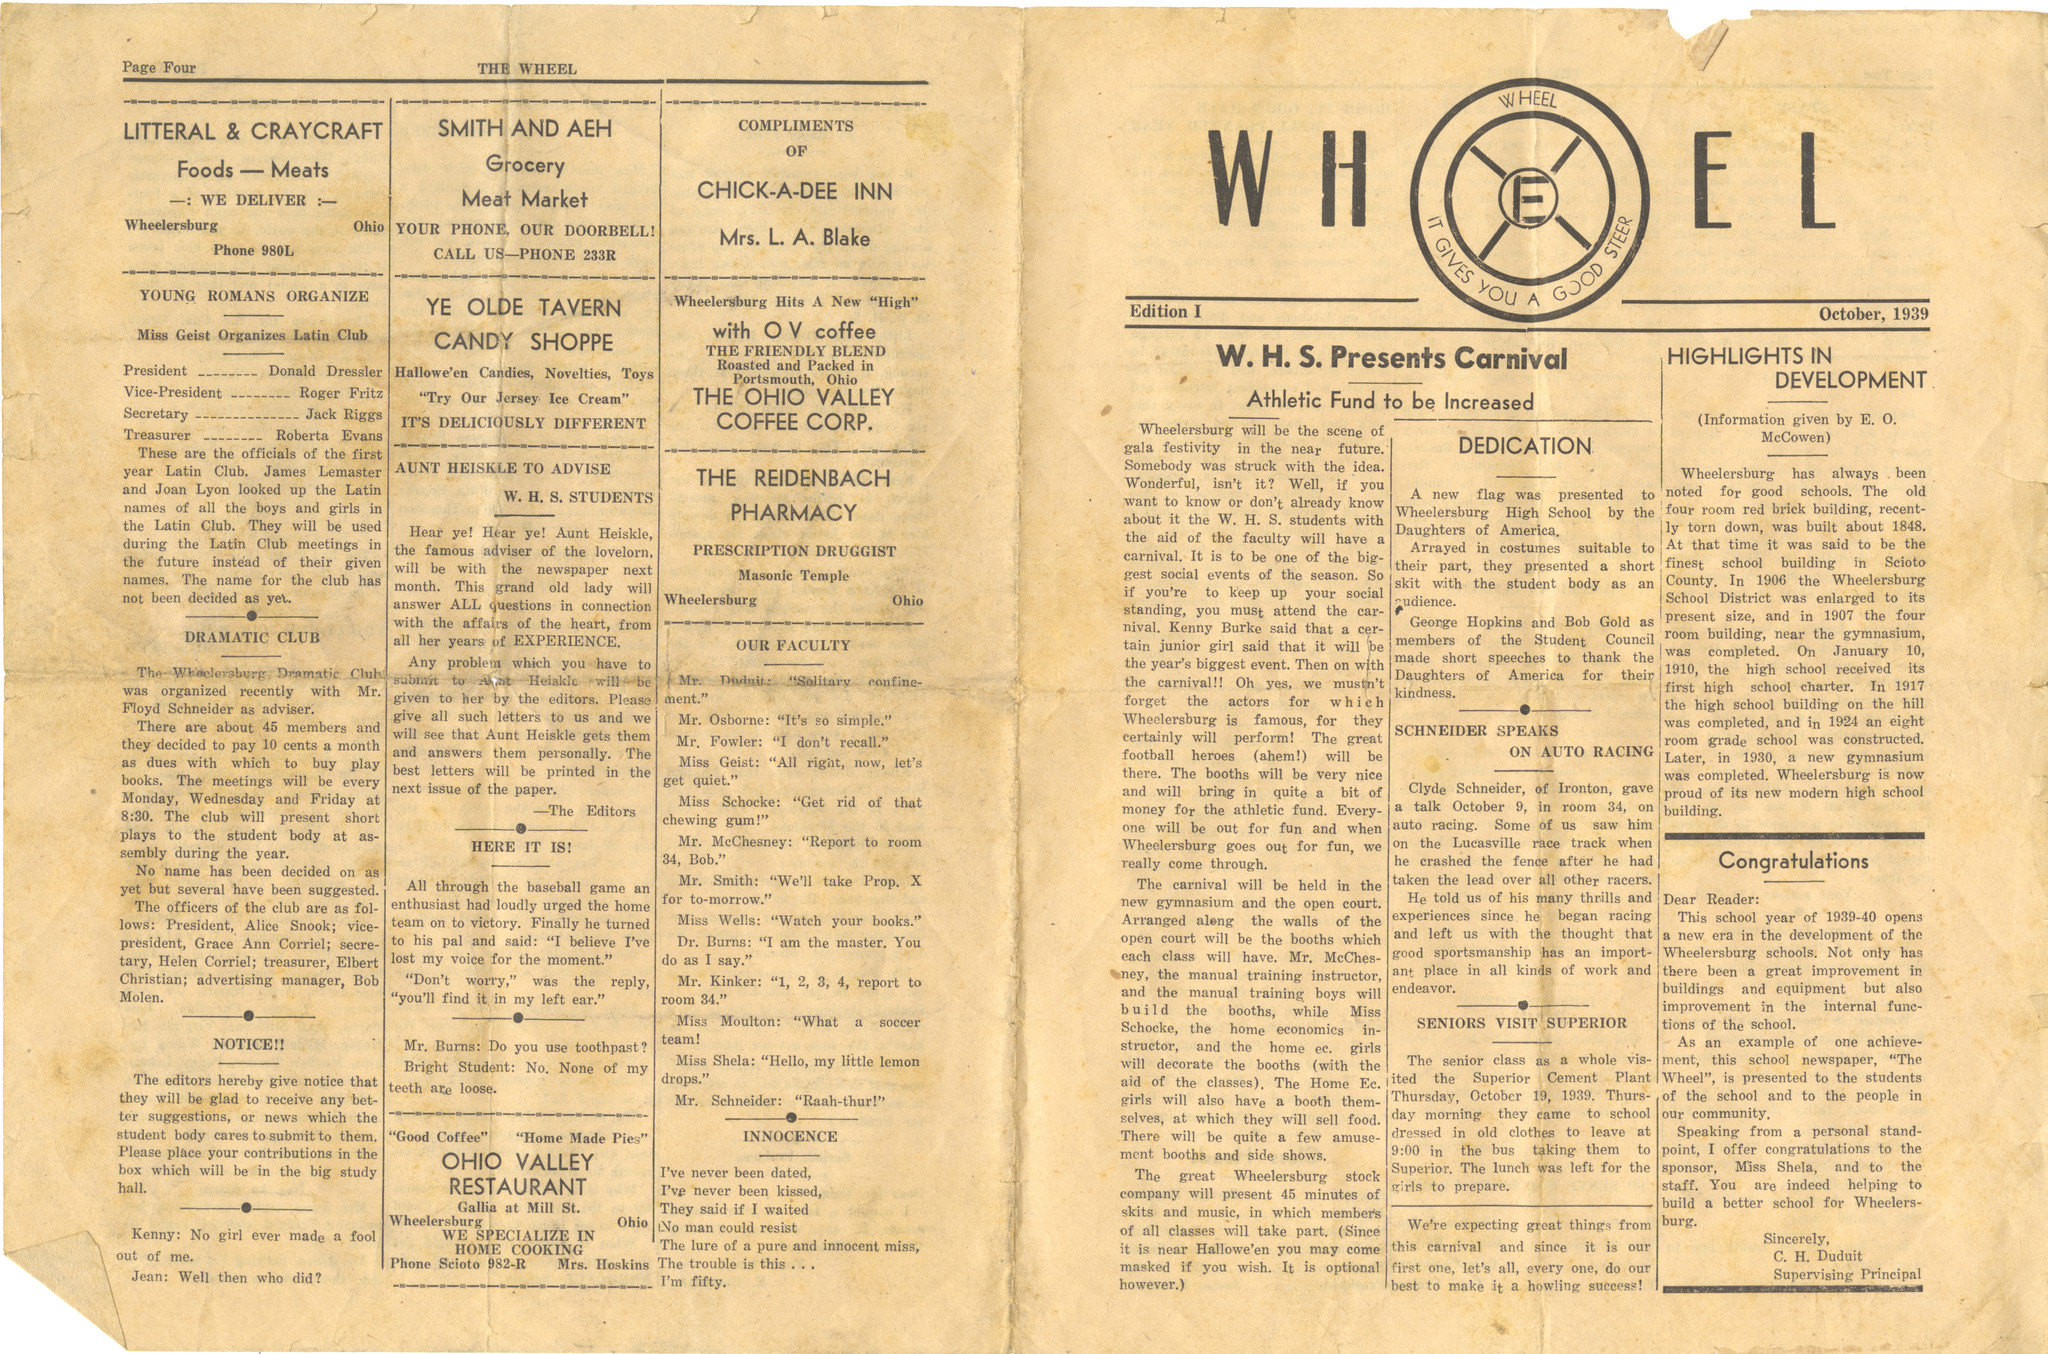 Page Four
THE WHEEL
LITTERAL & CRAYCRAFT
Foods — Meats
—: WE DELIVER :—
Wheelersburg Ohio
Phone 980L
YOUNG ROMANS ORGANIZE
Miss Geist Organizes Latin Club
President -------- Donald Dressler
Vice-President -------- Roger Fritz
Secretary -------------- Jack Riggs
Treasurer -------- Roberta Evans
These are the officials of the first
year Latin Club. James Lemaster
and Joan Lyon looked up the Latin
names of all the boys and girls in
the Latin Club. They will be used
during the Latin Club meetings in
the future instead of their given
names. The name for the club has
not been decided as yet.
DRAMATIC CLUB
The Wheelersburg Dramatic Club
was organized recently with Mr.
Floyd Schneider as adviser.
There are about 45 members and
they decided to pay 10 cents a month
as dues with which to buy play
books. The meetings will be every
Monday, Wednesday and Friday at
8:30. The club will present short
plays to the student body at as-
sembly during the year.
No name has been decided on as
yet but several have been suggested.
The officers of the club are as fol-
lows: President, Alice Snook; vice-
president, Grace Ann Corriel; secre-
tary, Helen Corriel; treasurer, Elbert
Christian; advertising manager, Bob
Molen.
NOTICE!!
The editors hereby give notice that
they will be glad to receive any bet-
ter suggestions, or news which the
student body cares to submit to them.
Please place your contributions in the
box which will be in the big study
hall.
Kenny: No girl ever made a fool
out of me.
Jean: Well then who did?
SMITH AND AEH
Grocery
Meat Market
YOUR PHONE, OUR DOORBELL!
CALL US—PHONE 233R
YE OLDE TAVERN
CANDY SHOPPE
Hallowe'en Candies, Novelties, Toys
"Try Our Jersey Ice Cream"
IT'S DELICIOUSLY DIFFERENT
AUNT HEISKLE TO ADVISE
W. H. S. STUDENTS
Hear ye! Hear ye! Aunt Heiskle,
the famous adviser of the lovelorn,
will be with the newspaper next
month. This grand old lady will
answer ALL questions in connection
with the affairs of the heart, from
all her years of EXPERIENCE.
Any problem which you have to
submit to Aunt Heiskle will be
given to her by the editors. Please
give all such letters to us and we
will see that Aunt Heiskle gets them
and answers them personally. The
best letters will be printed in the
next issue of the paper.
—The Editors
HERE IT IS!
All through the baseball game an
enthusiast had loudly urged the home
team on to victory. Finally he turned
to his pal and said: "I believe I've
lost my voice for the moment."
"Don't worry," was the reply,
"you'll find it in my left ear."
Mr. Burns: Do you use toothpast?
Bright Student: No. None of my
teeth are loose.
"Good Coffee" "Home Made Pies"
OHIO VALLEY
RESTAURANT
Gallia at Mill St.
Wheelersburg Ohio
WE SPECIALIZE IN
HOME COOKING
Phone Scioto 982-R Mrs. Hoskins
COMPLIMENTS
OF
CHICK-A-DEE INN
Mrs. L. A. Blake
Wheelersburg Hits A New "High"
with O V coffee
THE FRIENDLY BLEND
Roasted and Packed in
Portsmouth, Ohio
THE OHIO VALLEY
COFFEE CORP.
THE REIDENBACH
PHARMACY
PRESCRIPTION DRUGGIST
Masonic Temple
Wheelersburg Ohio
OUR FACULTY
Mr. Duduit: "Solitary confine-
ment."
Mr. Osborne: "It's so simple."
Mr. Fowler: "I don't recall."
Miss Geist: "All right, now, let's
get quiet."
Miss Schocke: "Get rid of that
chewing gum!"
Mr. McChesney: "Report to room
34, Bob."
Mr. Smith: "We'll take Prop. X
for to-morrow."
Miss Wells: "Watch your books."
Dr. Burns: "I am the master. You
do as I say."
Mr. Kinker: "1, 2, 3, 4, report to
room 34."
Miss Moulton: "What a soccer
team!
Miss Shela: "Hello, my little lemon
drops."
Mr. Schneider: "Raah-thur!"
INNOCENCE
I've never been dated,
I've never been kissed,
They said if I waited
No man could resist
The lure of a pure and innocent miss,
The trouble is this . . .
I'm fifty.
WHEEL
WHEEL
IT GIVES YOU A GOOD STEER
Edition I
October, 1939
W. H. S. Presents Carnival
Athletic Fund to be Increased
Wheelersburg will be the scene of
gala festivity in the near future.
Somebody was struck with the idea.
Wonderful, isn't it? Well, if you
want to know or don't already know
about it the W. H. S. students with
the aid of the faculty will have a
carnival. It is to be one of the big-
gest social events of the season. So
if you're to keep up your social
standing, you must attend the car-
nival. Kenny Burke said that a cer-
tain junior girl said that it will be
the year's biggest event. Then on with
the carnival!! Oh yes, we mustn't
forget the actors for which
Wheelersburg is famous, for they
certainly will perform! The great
football heroes (ahem!) will be
there. The booths will be very nice
and will bring in quite a bit of
money for the athletic fund. Every-
one will be out for fun and when
Wheelersburg goes out for fun, we
really come through.
The carnival will be held in the
new gymnasium and the open court.
Arranged along the walls of the
open court will be the booths which
each class will have. Mr. McChes-
ney, the manual training instructor,
and the manual training boys will
build the booths, while Miss
Schocke, the home economics in-
structor, and the home ec. girls
will decorate the booths (with the
aid of the classes). The Home Ec.
girls will also have a booth them-
selves, at which they will sell food.
There will be quite a few amuse-
ment booths and side shows.
The great Wheelersburg stock
company will present 45 minutes of
skits and music, in which members
of all classes will take part. (Since
it is near Hallowe'en you may come
masked if you wish. It is optional
however.)
DEDICATION
A new flag was presented to
Wheelersburg High School by the
Daughters of America.
Arrayed in costumes suitable to
their part, they presented a short
skit with the student body as an
audience.
George Hopkins and Bob Gold as
members of the Student Council
made short speeches to thank the
Daughters of America for their
kindness.
SCHNEIDER SPEAKS
ON AUTO RACING
Clyde Schneider, of Ironton, gave
a talk October 9, in room 34, on
auto racing. Some of us saw him
on the Lucasville race track when
he crashed the fence after he had
taken the lead over all other racers.
He told us of his many thrills and
experiences since he began racing
and left us with the thought that
good sportsmanship has an import-
ant place in all kinds of work and
endeavor.
SENIORS VISIT SUPERIOR
The senior class as a whole vis-
ited the Superior Cement Plant
Thursday, October 19, 1939. Thurs-
day morning they came to school
dressed in old clothes to leave at
9:00 in the bus taking them to
Superior. The lunch was left for the
girls to prepare.
We're expecting great things from
this carnival and since it is our
first one, let's all, every one, do our
best to make it a howling success!
HIGHLIGHTS IN
DEVELOPMENT
(Information given by E. O.
McCowen)
Wheelersburg has always been
noted for good schools. The old
four room red brick building, recent-
ly torn down, was built about 1848.
At that time it was said to be the
finest school building in Scioto
County. In 1906 the Wheelersburg
School District was enlarged to its
present size, and in 1907 the four
room building, near the gymnasium,
was completed. On January 10,
1910, the high school received its
first high school charter. In 1917
the high school building on the hill
was completed, and in 1924 an eight
room grade school was constructed.
Later, in 1930, a new gymnasium
was completed. Wheelersburg is now
proud of its new modern high school
building.
Congratulations
Dear Reader:
This school year of 1939-40 opens
a new era in the development of the
Wheelersburg schools. Not only has
there been a great improvement in
buildings and equipment but also
improvement in the internal func-
tions of the school.
As an example of one achieve-
ment, this school newspaper, "The
Wheel", is presented to the students
of the school and to the people in
our community.
Speaking from a personal stand-
point, I offer congratulations to the
sponsor, Miss Shela, and to the
staff. You are indeed helping to
build a better school for Wheelers-
burg.
Sincerely,
C. H. Duduit
Supervising Principal